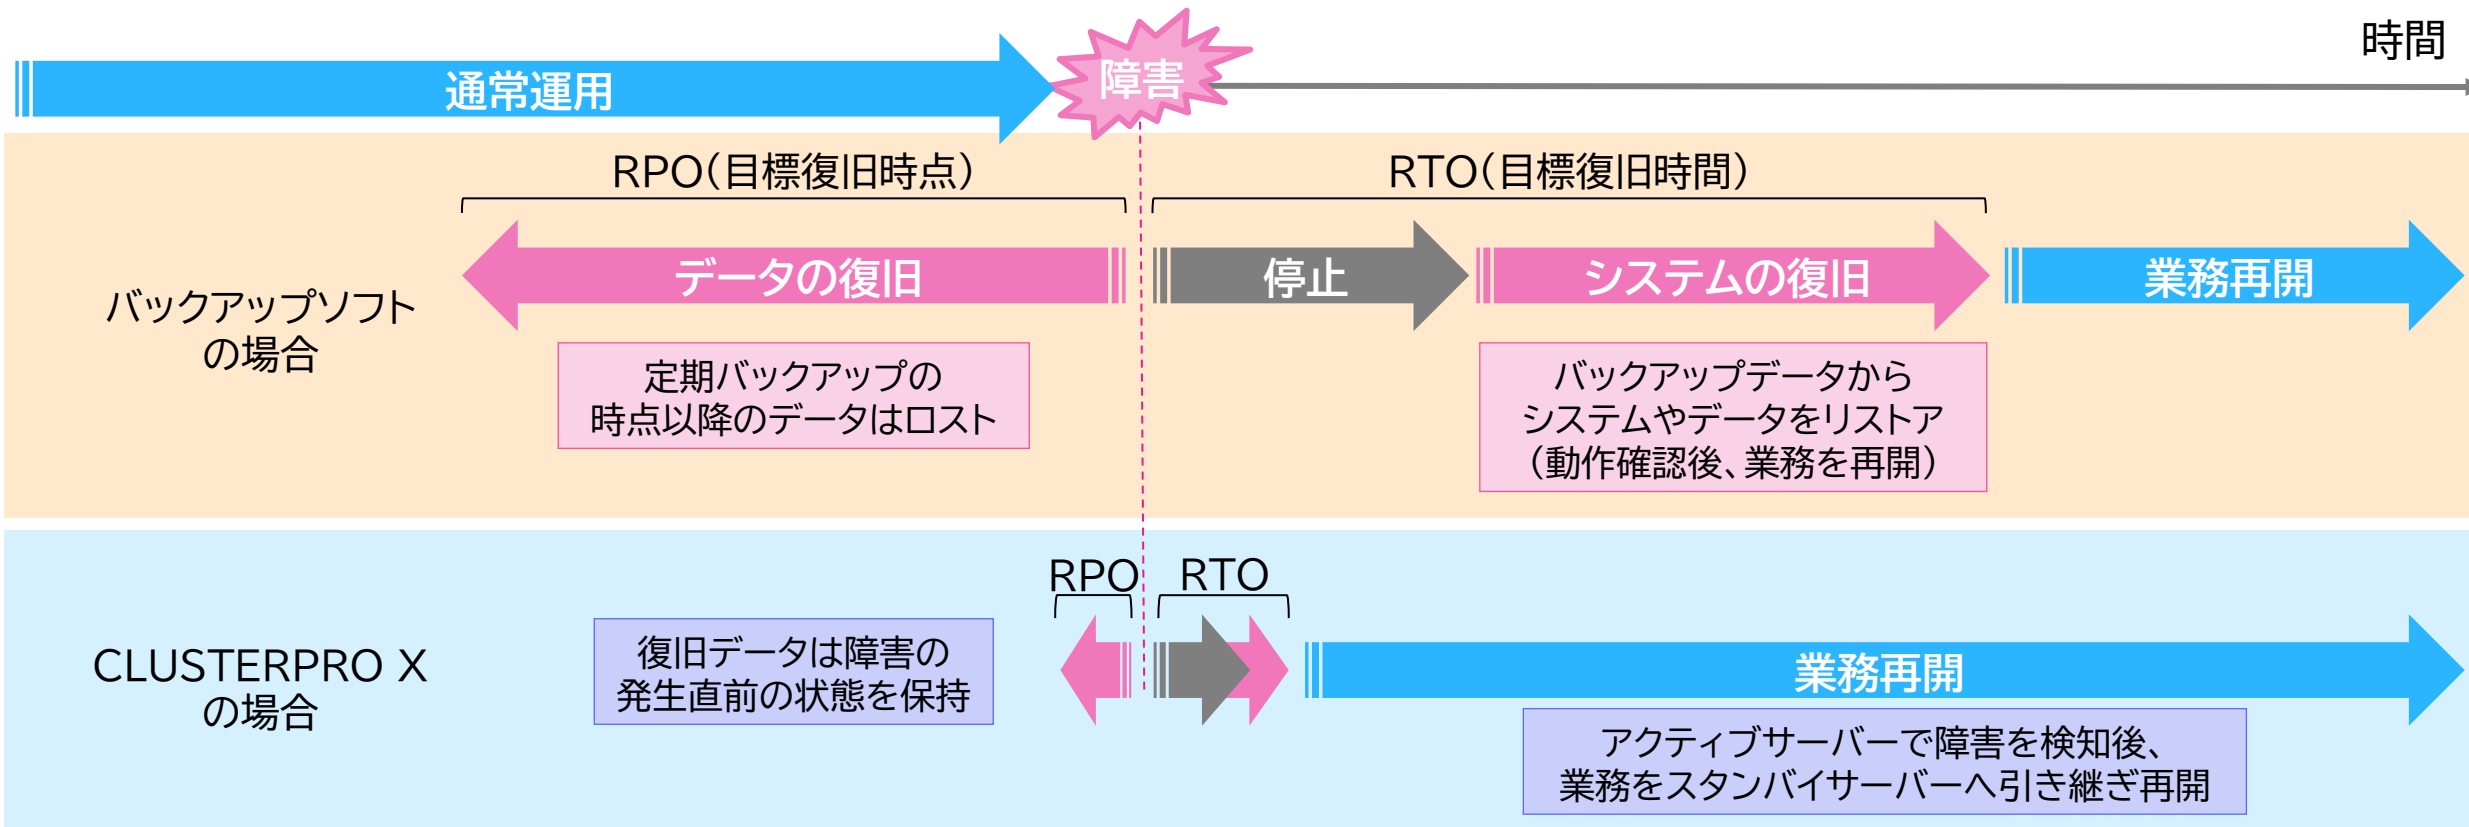 時間
通常運用
障害
RPO(目標復旧時点)
RTO(目標復旧時間)
データの復旧
停止
システムの復旧
業務再開
バックアップソフト
の場合
定期バックアップの
時点以降のデータはロスト
バックアップデータから
システムやデータをリストア
(動作確認後、業務を再開)
RPO
RTO
CLUSTERPRO X
の場合
復旧データは障害の
発生直前の状態を保持
業務再開
アクティブサーバーで障害を検知後、
業務をスタンバイサーバーへ引き継ぎ再開